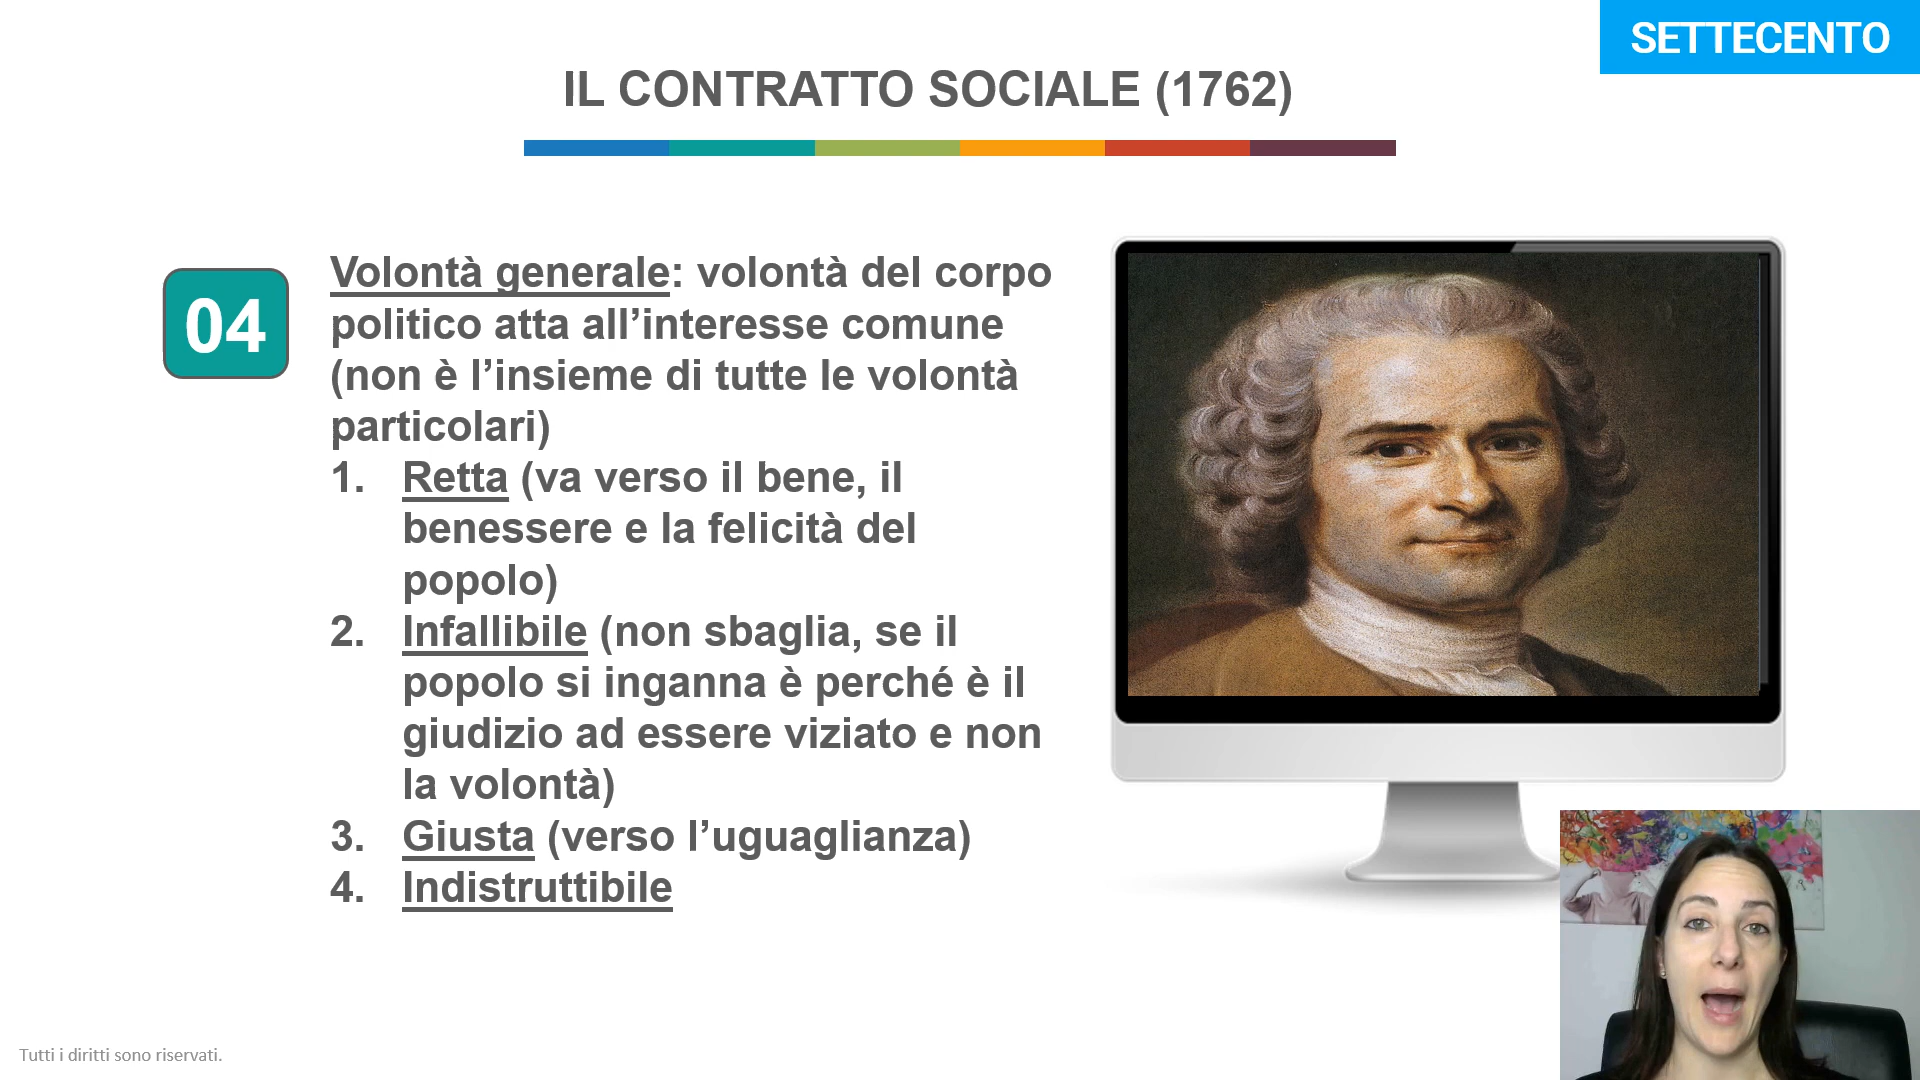 SETTECENTO
IL CONTRATTO SOCIALE (1762)
04
Volontà generale: volontà del corpo
politico atta all’interesse comune
(non è l’insieme di tutte le volontà
particolari)
1. Retta (va verso il bene, il
benessere e la felicità del
popolo)
2. Infallibile (non sbaglia, se il
popolo si inganna è perché è il
giudizio ad essere viziato e non
la volontà)
3. Giusta (verso l’uguaglianza)
4. Indistruttibile
Tutti i diritti sono riservati.